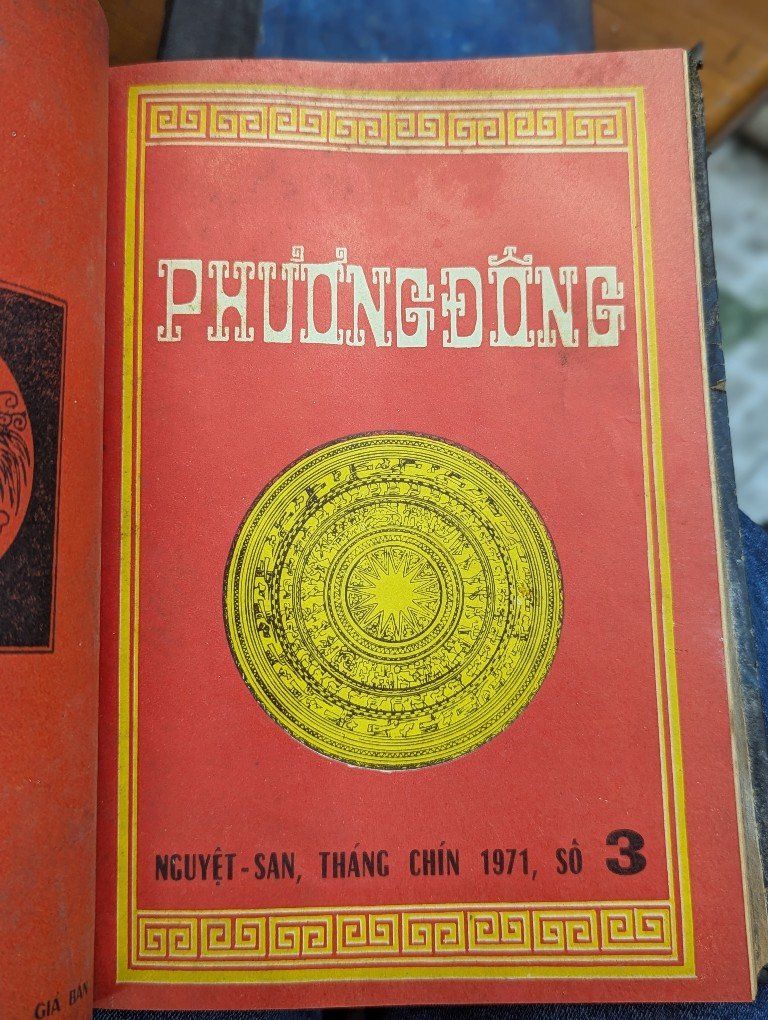 PHƯƠNG ĐÔNG
NGUYỆT-SAN, THÁNG CHÍN 1971, SỐ 3
GIÁ BÁN